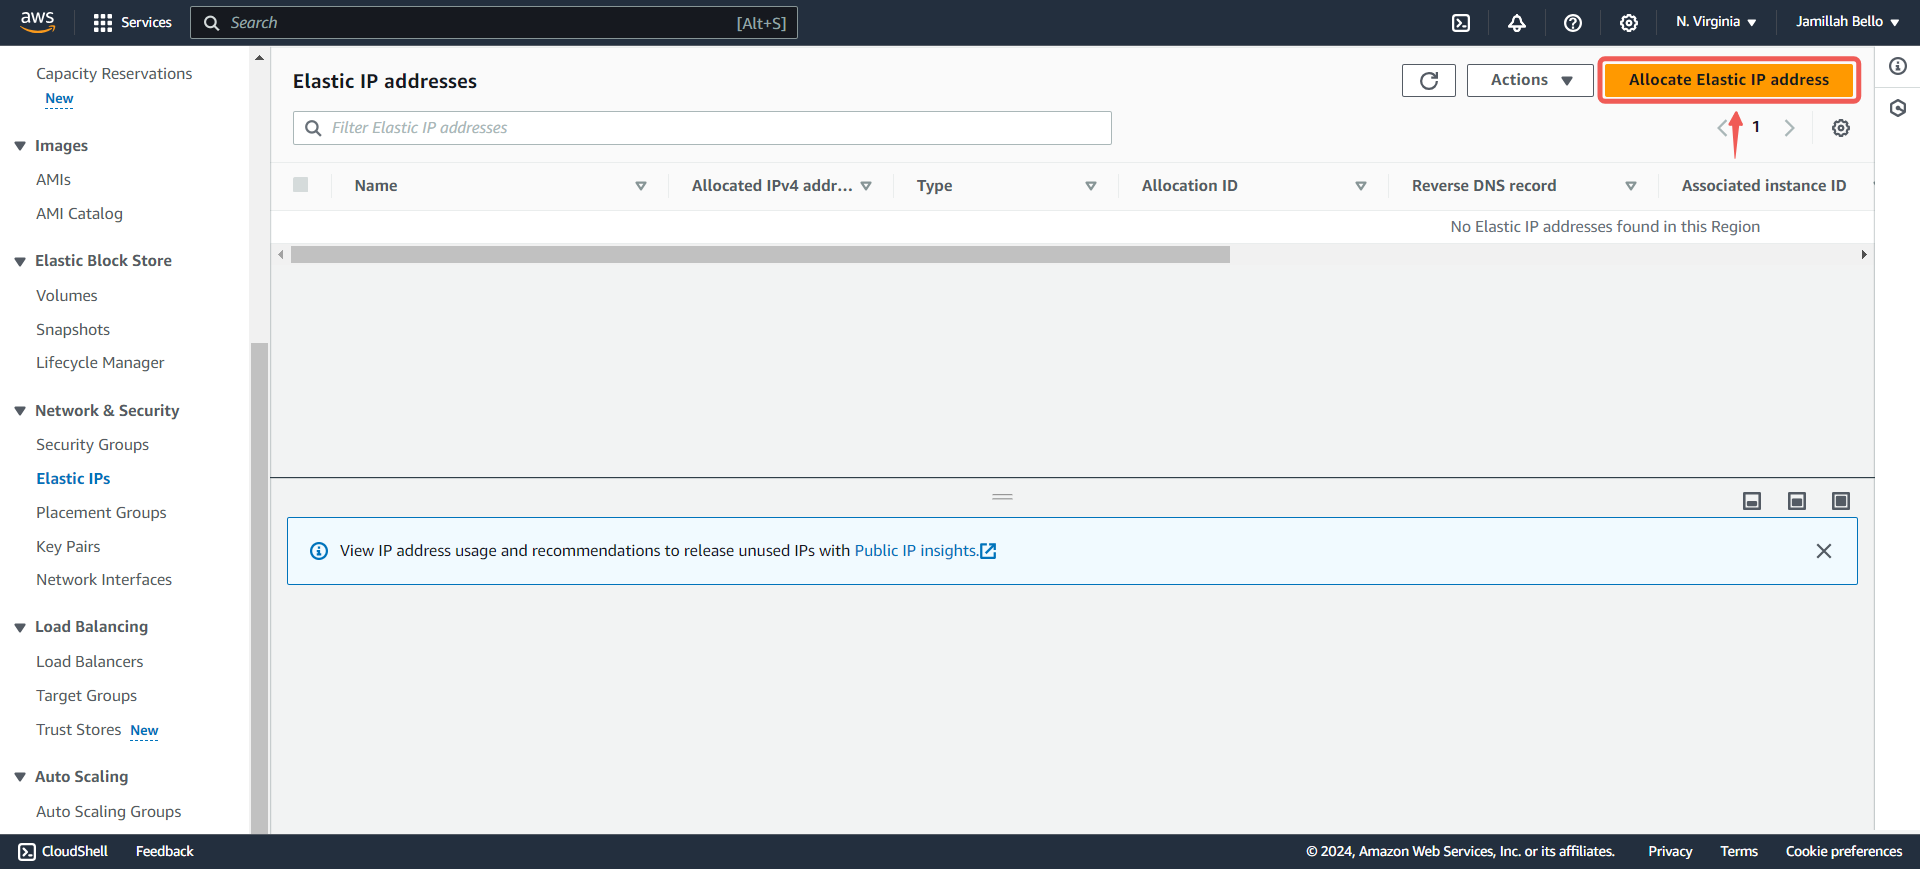 aws
Services
Search
[Alt+S]
N. Virginia
Jamillah Bello
Capacity Reservations
New
Images
AMIs
AMI Catalog
Elastic Block Store
Volumes
Snapshots
Lifecycle Manager
Network & Security
Security Groups
Elastic IPs
Placement Groups
Key Pairs
Network Interfaces
Load Balancing
Load Balancers
Target Groups
Trust Stores New
Auto Scaling
Auto Scaling Groups
Elastic IP addresses
Actions
Allocate Elastic IP address
Filter Elastic IP addresses
1
Name
Allocated IPv4 addr...
Type
Allocation ID
Reverse DNS record
Associated instance ID
No Elastic IP addresses found in this Region
View IP address usage and recommendations to release unused IPs with Public IP insights.
CloudShell
Feedback
© 2024, Amazon Web Services, Inc. or its affiliates.
Privacy
Terms
Cookie preferences